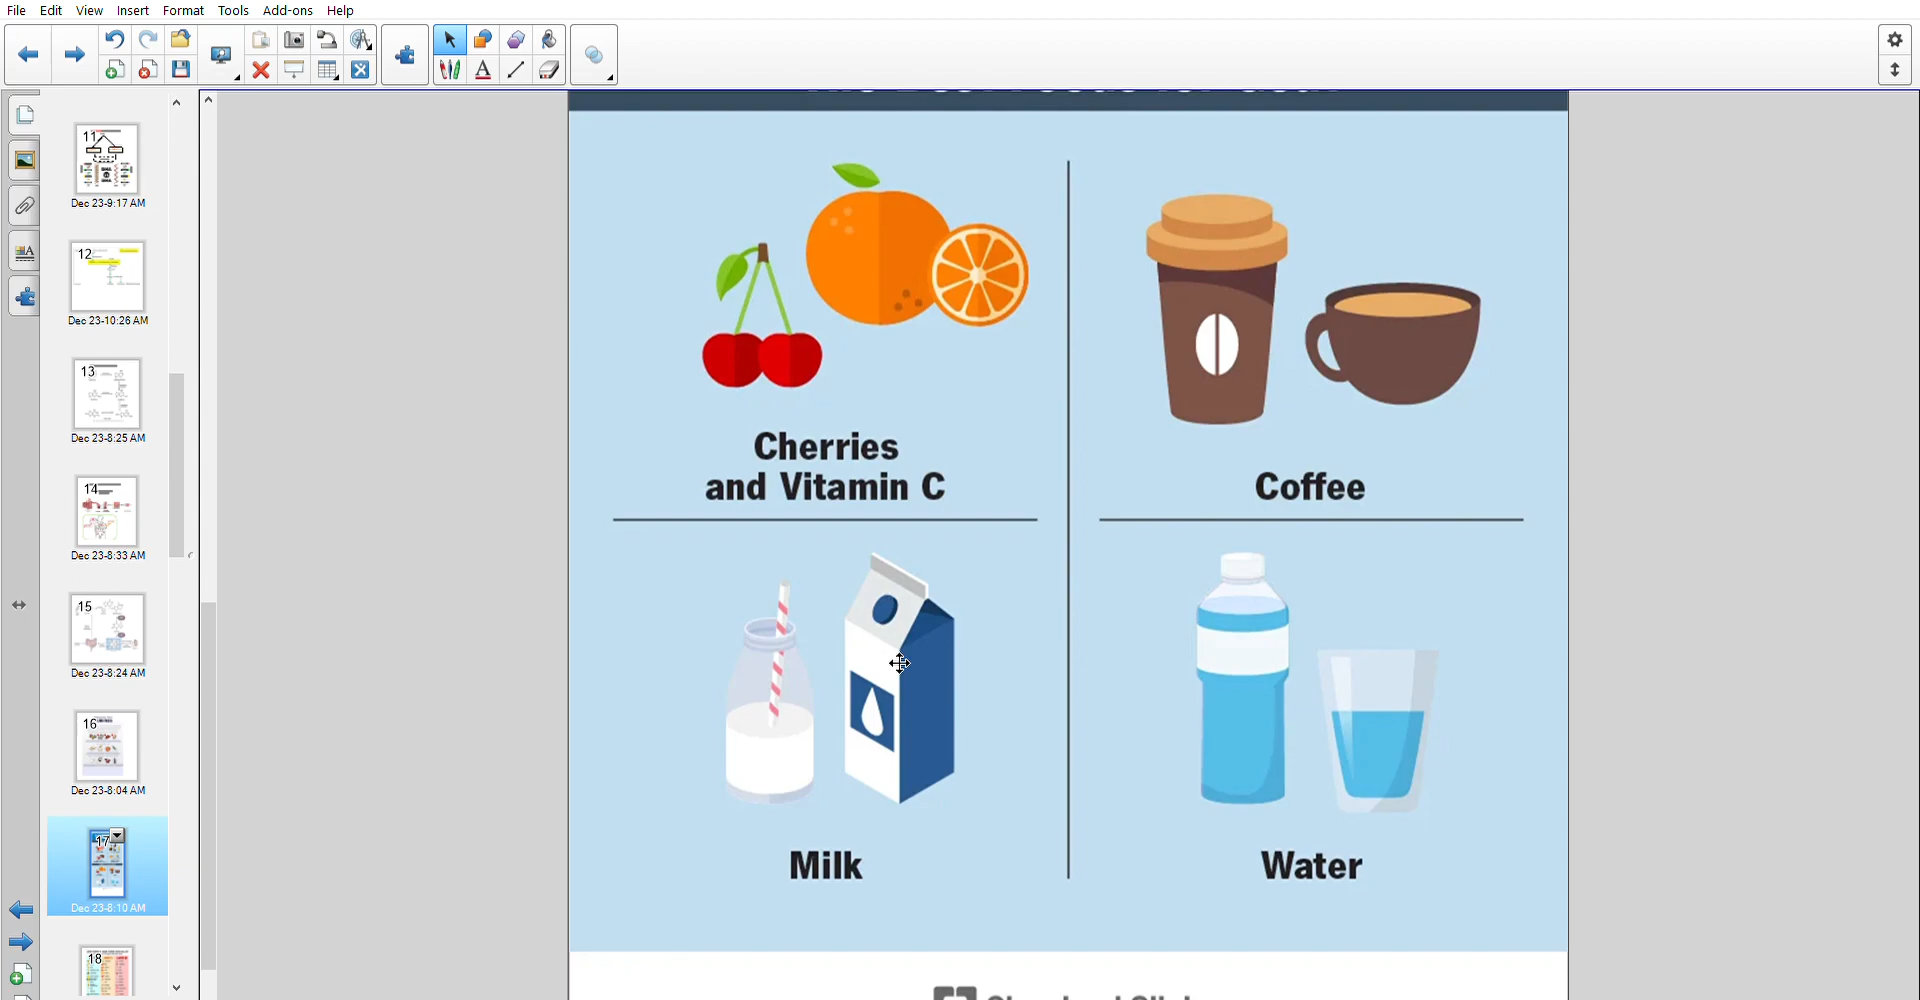 File Edit View Insert Format Tools Add-ons Help
11
Dec 23-9:17 AM
12
Dec 23-10:26 AM
13
Dec 23-8:25 AM
14
Dec 23-8:33 AM
15
Dec 23-8:24 AM
16
Dec 23-8:04 AM
17
Dec 23-8:10 AM
18
Cherries
and Vitamin C
Coffee
Milk
Water